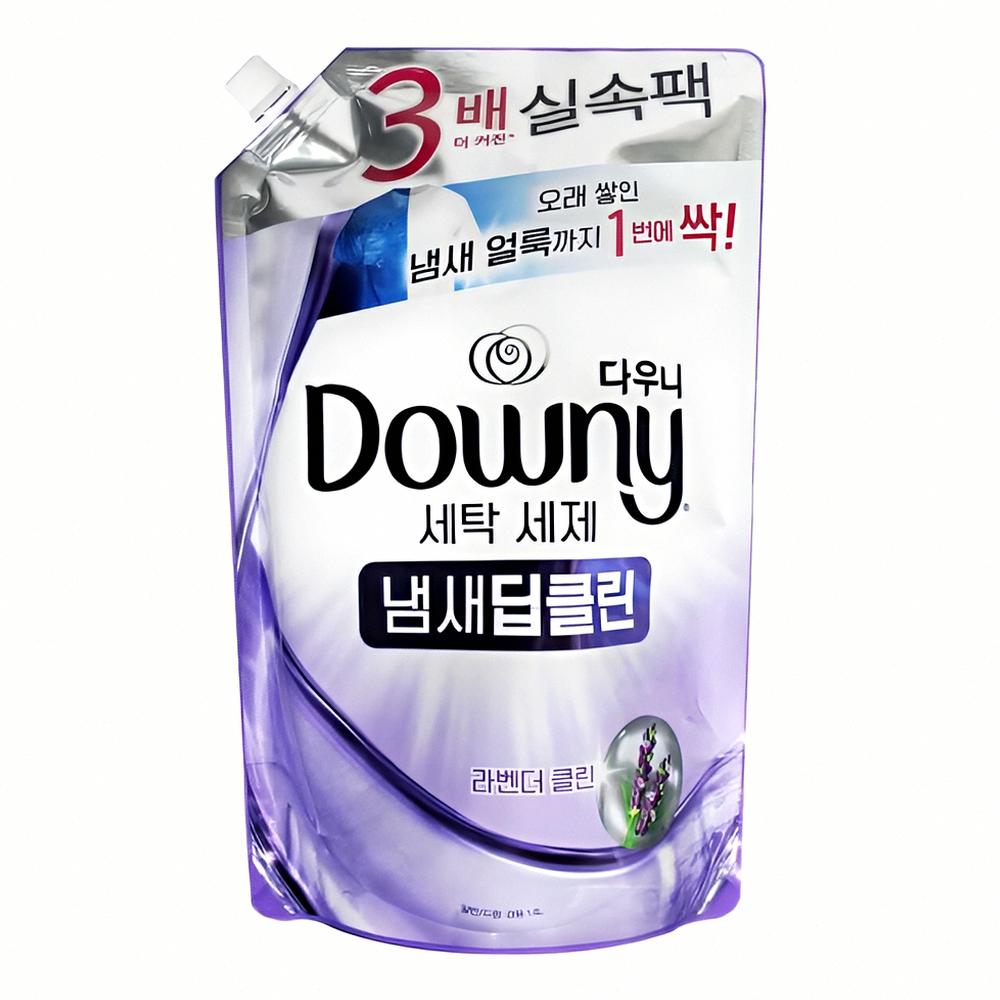 3배 실속팩
더 커진*
오래 쌓인
냄새 얼룩까지 1번에 싹!
다우니
Downy
세탁 세제
냄새딥클린
라벤더 클린